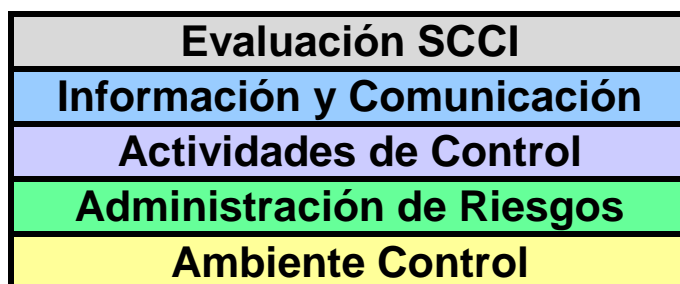 Evaluación SCCI
Información y Comunicación
Actividades de Control
Administración de Riesgos
Ambiente Control